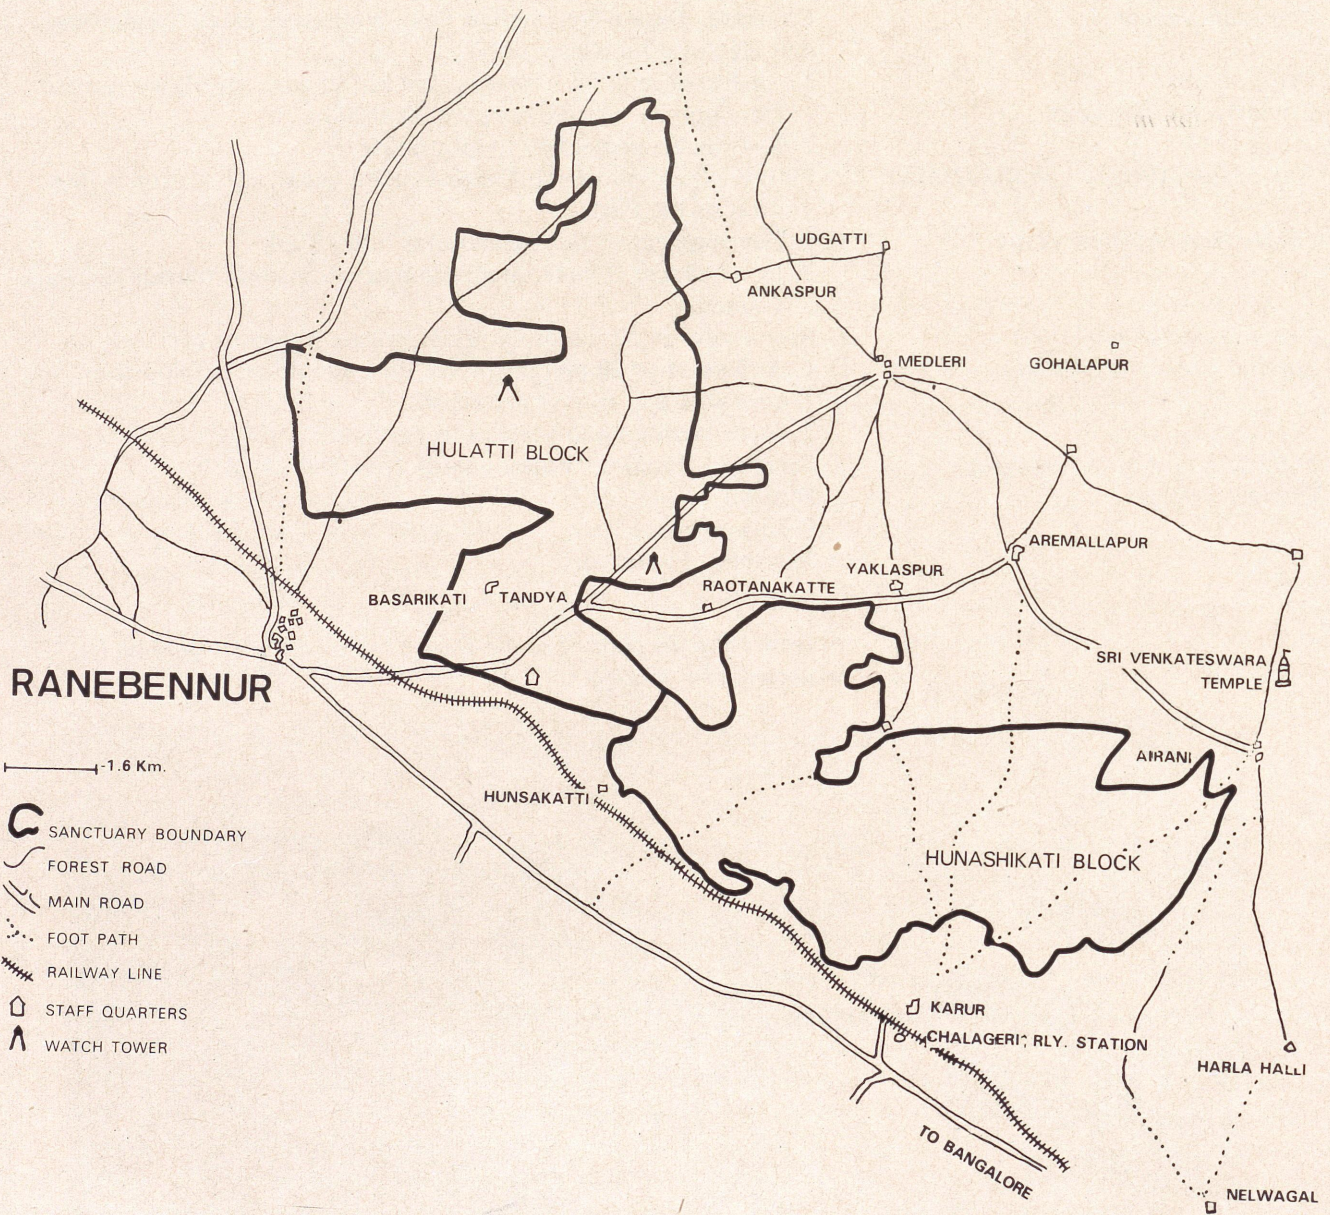 UDGATTI
ANKASPUR
MEDLERI
GOHALAPUR
HULATTI BLOCK
AREMALLAPUR
YAKLASPUR
RAOTANAKATTE
BASARIKATI
TANDYA
SRI VENKATESWARA
TEMPLE
RANEBENNUR
AIRANI
1.6 Km.
HUNSAKATTI
SANCTUARY BOUNDARY
HUNASHIKATI BLOCK
FOREST ROAD
MAIN ROAD
FOOT PATH
RAILWAY LINE
STAFF QUARTERS
KARUR
WATCH TOWER
CHALAGERI, RLY. STATION
HARLA HALLI
TO BANGALORE
NELWAGAL